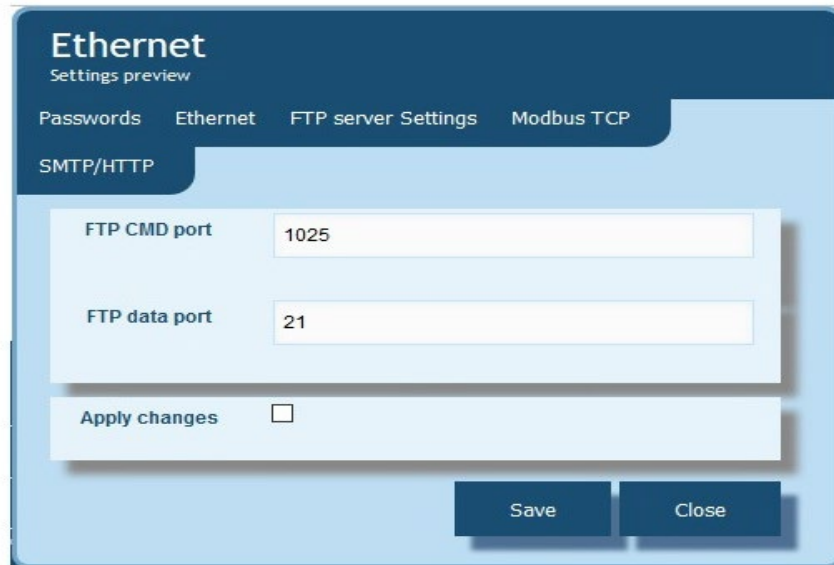 Ethernet
Settings preview
Passwords Ethernet FTP server Settings Modbus TCP
SMTP/HTTP
FTP CMD port 1025
FTP data port 21
Apply changes
Save Close